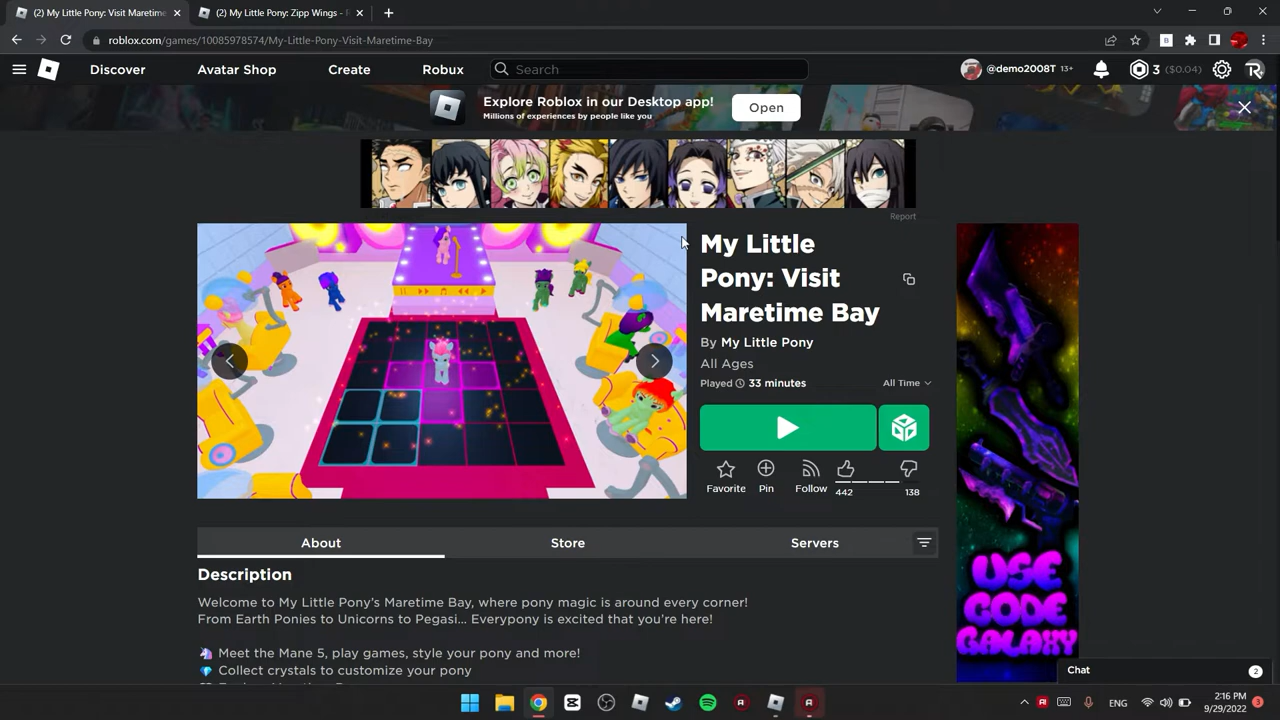 (2) My Little Pony: Visit Maretime
(2) My Little Pony: Zipp Wings - R
roblox.com/games/10085978574/My-Little-Pony-Visit-Maretime-Bay
Discover
Avatar Shop
Create
Robux
Search
@demo2008T 13+
3 ($0.04)
Explore Roblox in our Desktop app!
Millions of experiences by people like you
Open
Report
My Little
Pony: Visit
Maretime Bay
By My Little Pony
All Ages
Played 33 minutes
All Time
Favorite
Pin
Follow
442
138
About
Store
Servers
Description
Welcome to My Little Pony's Maretime Bay, where pony magic is around every corner!
From Earth Ponies to Unicorns to Pegasi... Everypony is excited that you're here!
🦄 Meet the Mane 5, play games, style your pony and more!
💎 Collect crystals to customize your pony
USE
CODE
GALAXY
Chat
2
ENG
2:16 PM
9/29/2022
3